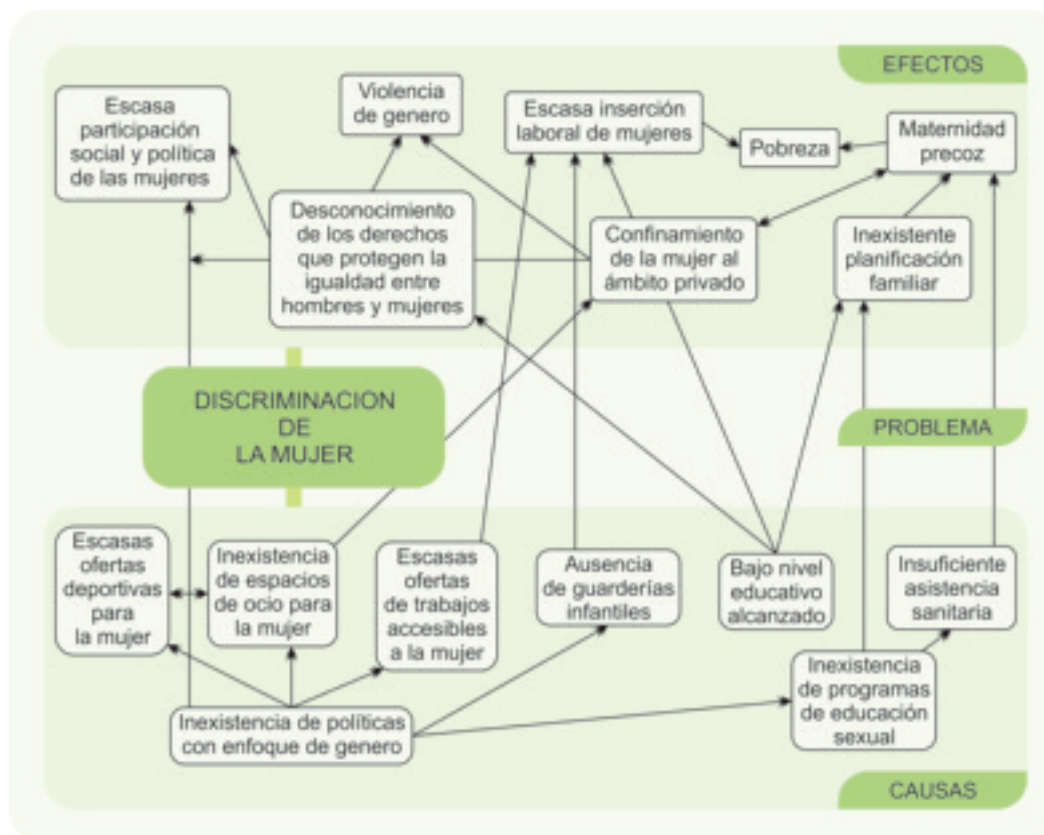 EFECTOS
Escasa
participación
social y política
de las mujeres
Violencia
de genero
Escasa inserción
laboral de mujeres
Pobreza
Maternidad
precoz
Desconocimiento
de los derechos
que protegen la
igualdad entre
hombres y mujeres
Confinamiento
de la mujer al
ámbito privado
Inexistente
planificación
familiar
DISCRIMINACION
DE
LA MUJER
PROBLEMA
Escasas
ofertas
deportivas
para
la mujer
Inexistencia
de espacios
de ocio para
la mujer
Escasas
ofertas
de trabajos
accesibles
a la mujer
Ausencia
de guarderías
infantiles
Bajo nivel
educativo
alcanzado
Insuficiente
asistencia
sanitaria
Inexistencia de políticas
con enfoque de genero
Inexistencia
de programas
de educación
sexual
CAUSAS